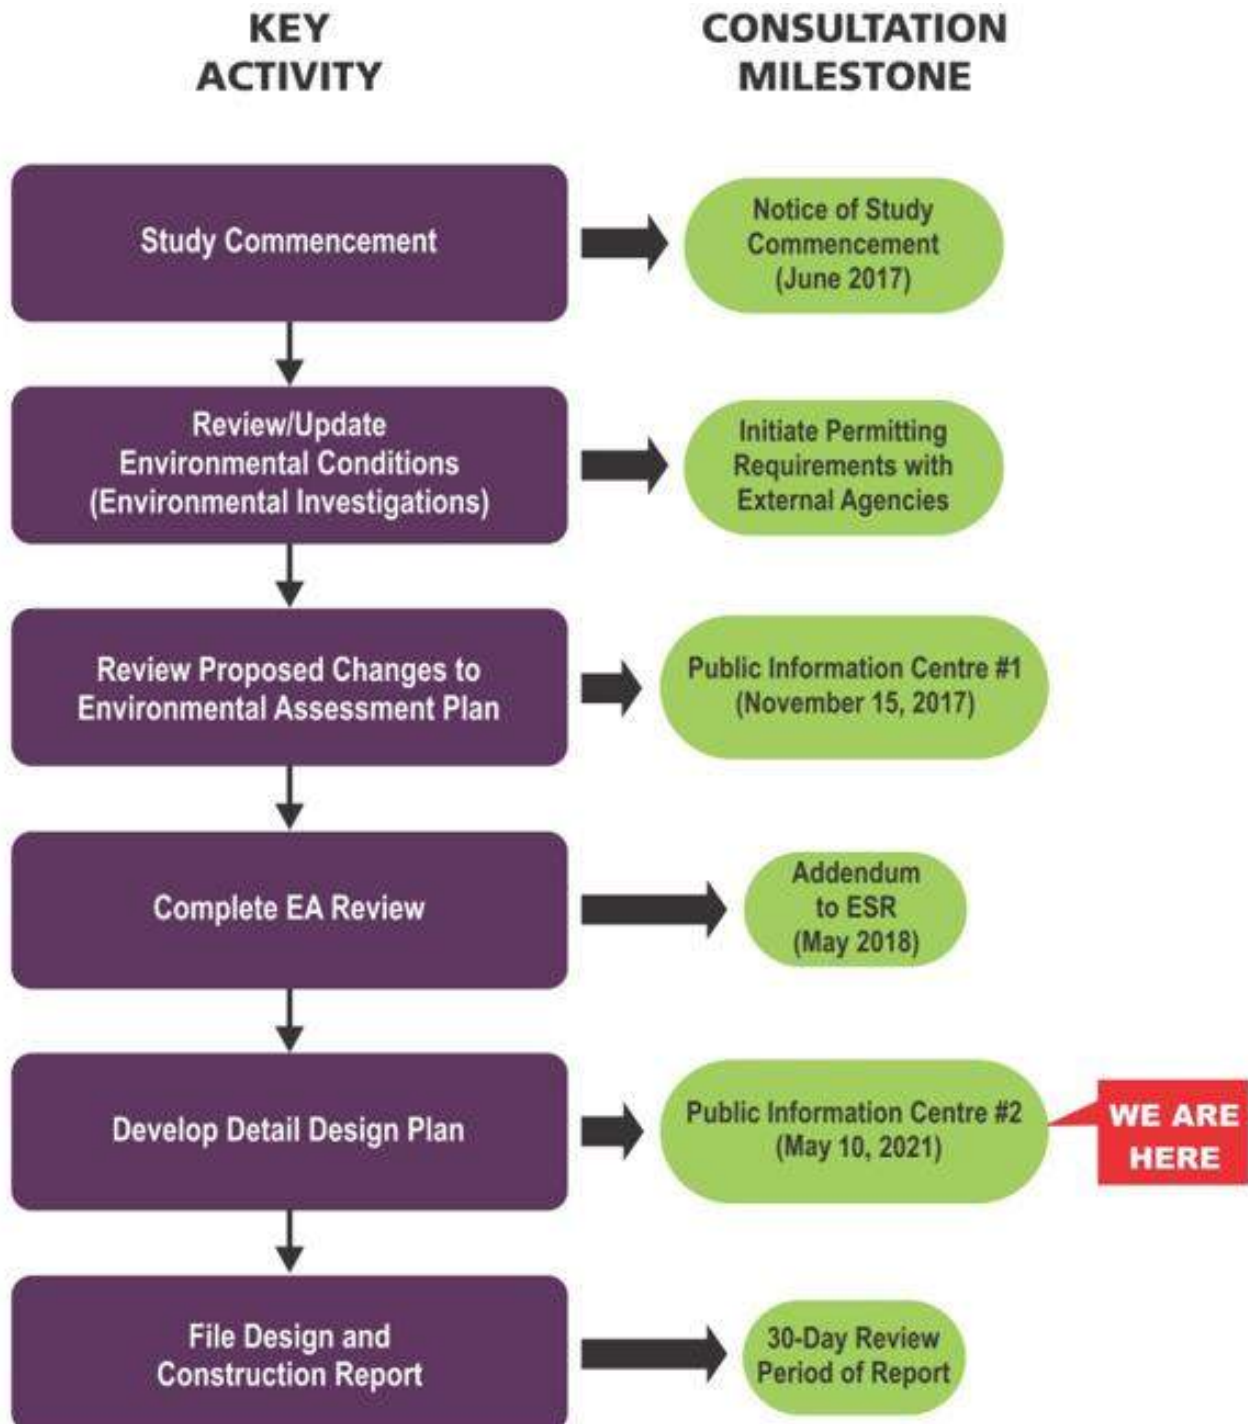 KEY
ACTIVITY
CONSULTATION
MILESTONE
Study Commencement
Notice of Study
Commencement
(June 2017)
Review/Update
Environmental Conditions
(Environmental Investigations)
Initiate Permitting
Requirements with
External Agencies
Review Proposed Changes to
Environmental Assessment Plan
Public Information Centre #1
(November 15, 2017)
Complete EA Review
Addendum
to ESR
(May 2018)
Develop Detail Design Plan
Public Information Centre #2
(May 10, 2021)
WE ARE
HERE
File Design and
Construction Report
30-Day Review
Period of Report